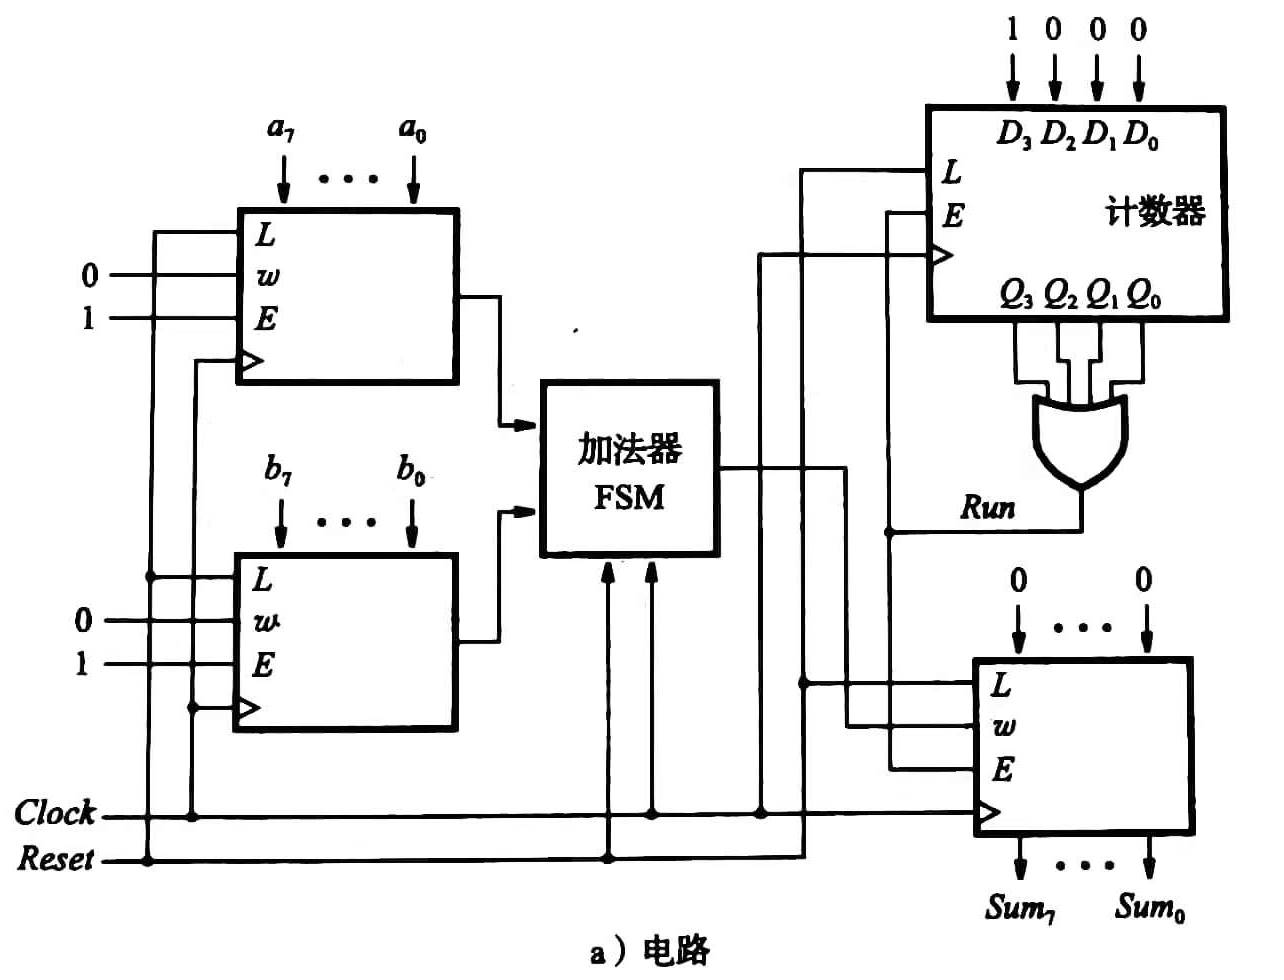 1 0 0 0
D₃ D₂ D₁ D₀
L
E
计数器
Q₃ Q₂ Q₁ Q₀
a₇ ... a₀
L
0 w
1 E
加法器
FSM
b₇ ... b₀
L
0 w
1 E
Run
0 ... 0
L
w
E
Clock
Reset
Sum₇ ... Sum₀
a）电路